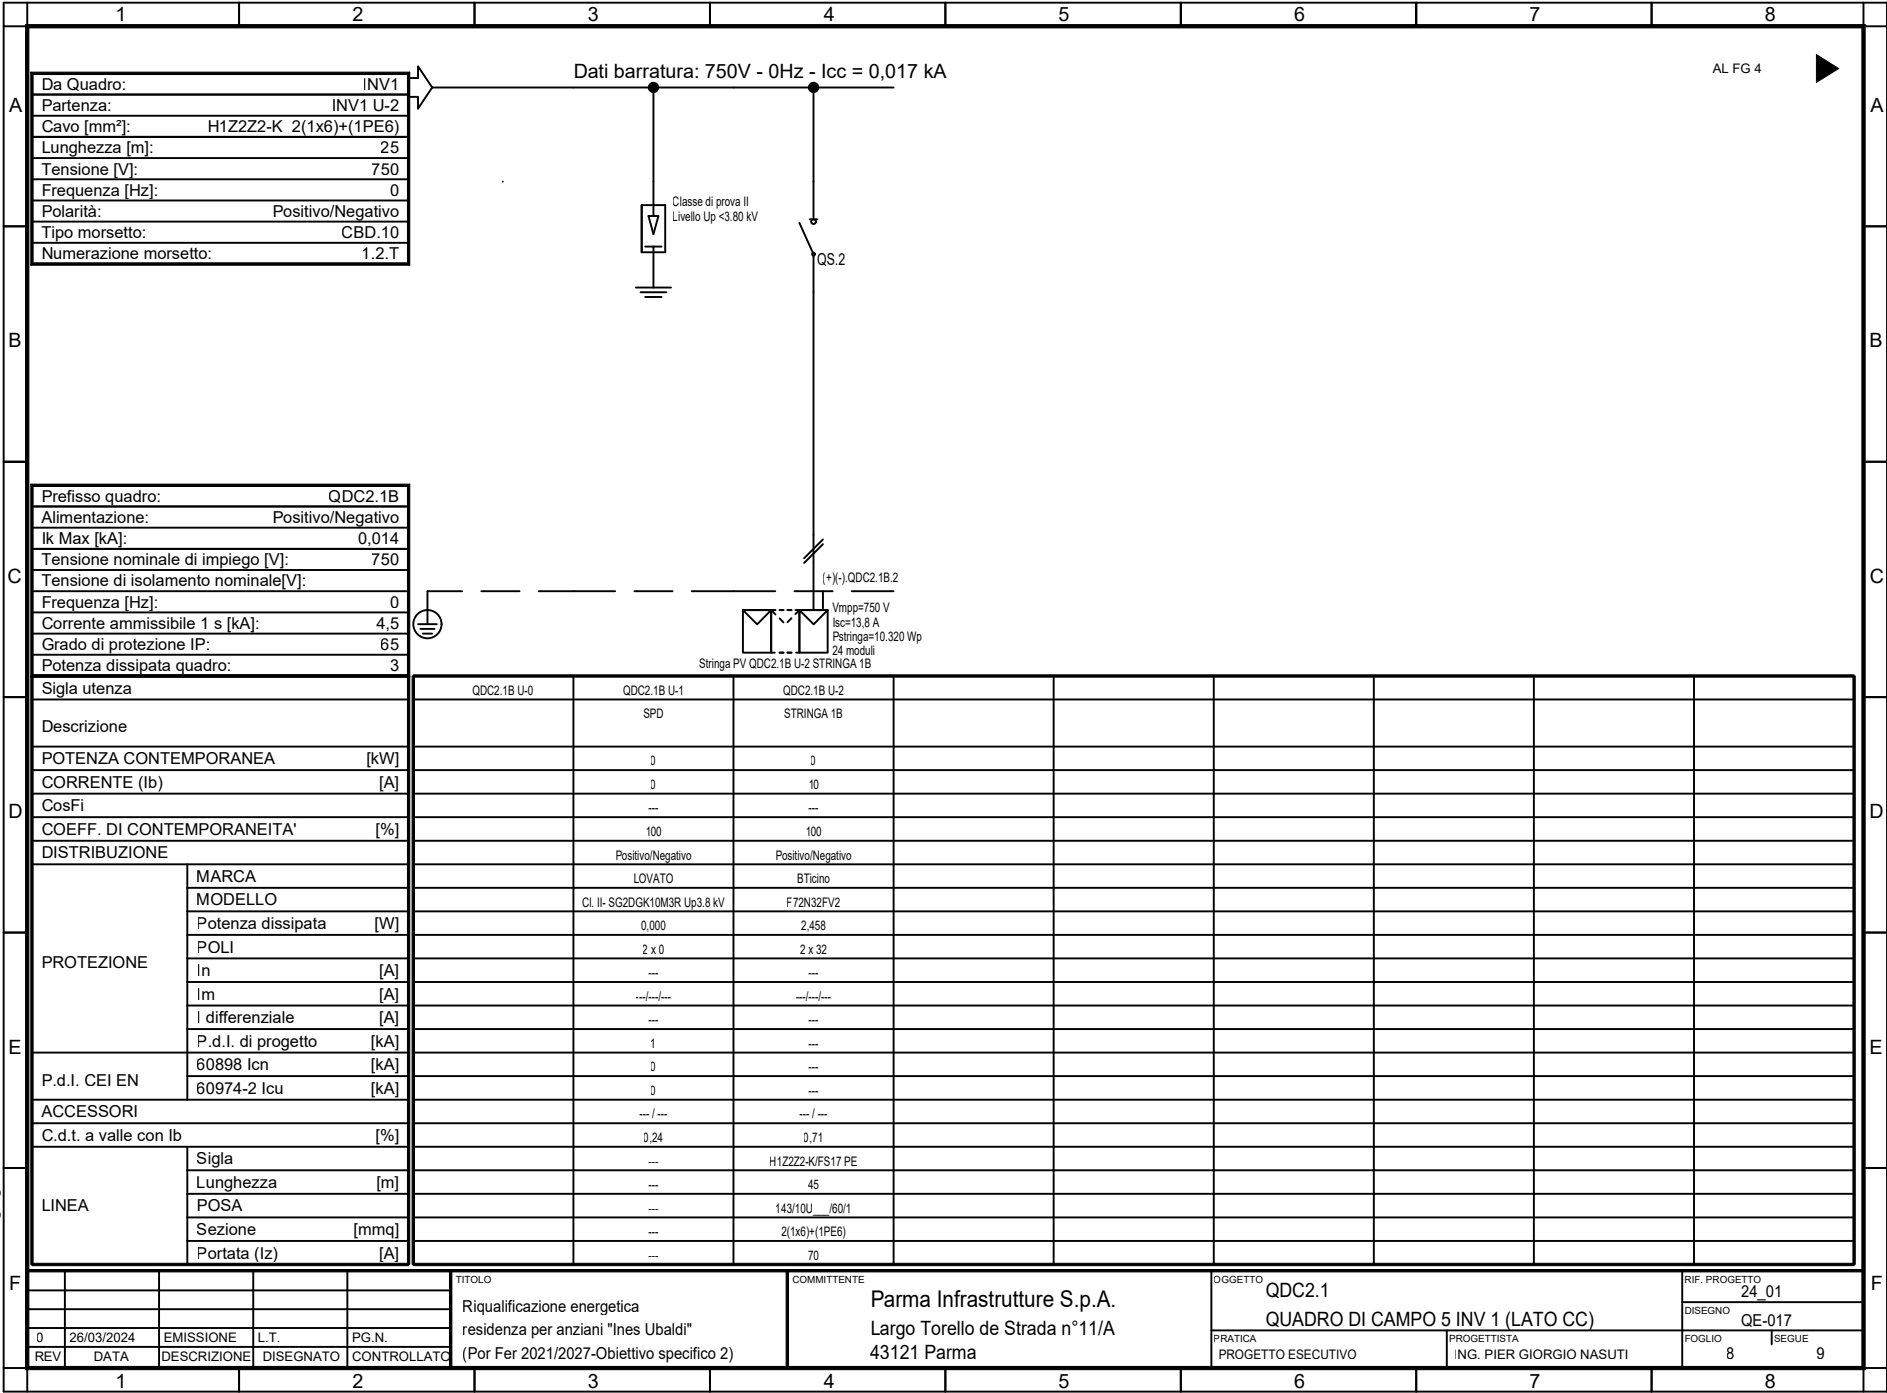 1 2 3 4 5 6 7 8
Dati barratura: 750V - 0Hz - Icc = 0,017 kA
AL FG 4
A A
Da Quadro: INV1
Partenza: INV1 U-2
Cavo [mm²]: H1Z2Z2-K 2(1x6)+(1PE6)
Lunghezza [m]: 25
Tensione [V]: 750
Frequenza [Hz]: 0
Polarità: Positivo/Negativo
Tipo morsetto: CBD.10
Numerazione morsetto: 1.2.T
Classe di prova II
Livello Up <3.80 kV
QS.2
B B
Prefisso quadro: QDC2.1B
Alimentazione: Positivo/Negativo
Ik Max [kA]: 0,014
Tensione nominale di impiego [V]: 750
Tensione di isolamento nominale[V]:
Frequenza [Hz]: 0
Corrente ammissibile 1 s [kA]: 4,5
Grado di protezione IP: 65
Potenza dissipata quadro: 3
C C
(+)(-).QDC2.1B.2
Vmpp=750 V
Isc=13,8 A
Pstringa=10.320 Wp
24 moduli
Stringa PV QDC2.1B U-2 STRINGA 1B
Sigla utenza QDC2.1B U-0 QDC2.1B U-1 QDC2.1B U-2
Descrizione SPD STRINGA 1B
POTENZA CONTEMPORANEA [kW] 0 0
CORRENTE (Ib) [A] 0 10
CosFi --- ---
D D
COEFF. DI CONTEMPORANEITA' [%] 100 100
DISTRIBUZIONE Positivo/Negativo Positivo/Negativo
PROTEZIONE
MARCA LOVATO BTicino
MODELLO Cl. II- SG2DGK10M3R Up3.8 kV F72N32FV2
Potenza dissipata [W] 0,000 2,458
POLI 2 x 0 2 x 32
In [A] --- ---
Im [A] ---/---/--- ---/---/---
I differenziale [A] --- ---
P.d.I. di progetto [kA] 1 ---
E E
P.d.I. CEI EN
60898 Icn [kA] 0 ---
60974-2 Icu [kA] 0 ---
ACCESSORI --- / --- --- / ---
C.d.t. a valle con Ib [%] 0,24 0,71
LINEA
Sigla --- H1Z2Z2-K/FS17 PE
Lunghezza [m] --- 45
POSA --- 143/10U___/60/1
Sezione [mmq] --- 2(1x6)+(1PE6)
Portata (Iz) [A] --- 70
F F
0 26/03/2024 EMISSIONE L.T. PG.N.
REV DATA DESCRIZIONE DISEGNATO CONTROLLATO
TITOLO
Riqualificazione energetica
residenza per anziani "Ines Ubaldi"
(Por Fer 2021/2027-Obiettivo specifico 2)
COMMITTENTE
Parma Infrastrutture S.p.A.
Largo Torello de Strada n°11/A
43121 Parma
OGGETTO QDC2.1
QUADRO DI CAMPO 5 INV 1 (LATO CC)
PRATICA
PROGETTO ESECUTIVO
PROGETTISTA
ING. PIER GIORGIO NASUTI
RIF. PROGETTO
24_01
DISEGNO
QE-017
FOGLIO SEGUE
8 9
1 2 3 4 5 6 7 8